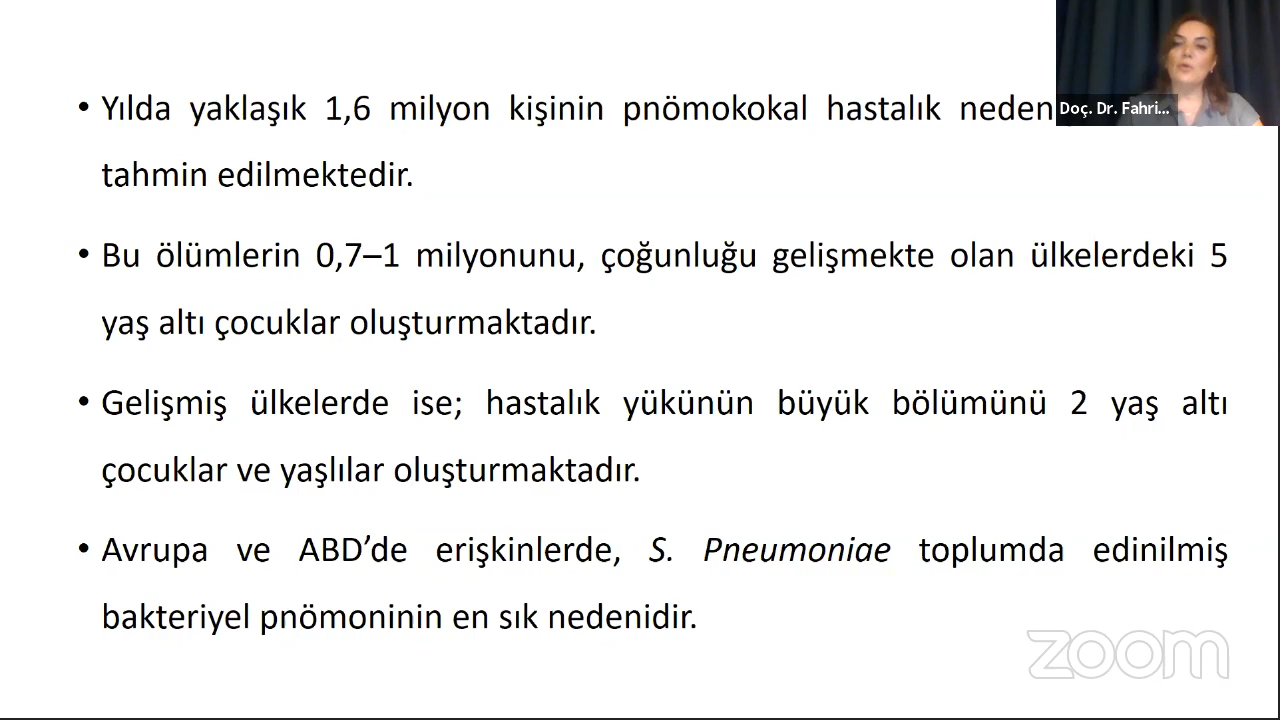 • Yılda yaklaşık 1,6 milyon kişinin pnömokokal hastalık neden
tahmin edilmektedir.
• Bu ölümlerin 0,7–1 milyonunu, çoğunluğu gelişmekte olan ülkelerdeki 5
yaş altı çocuklar oluşturmaktadır.
• Gelişmiş ülkelerde ise; hastalık yükünün büyük bölümünü 2 yaş altı
çocuklar ve yaşlılar oluşturmaktadır.
• Avrupa ve ABD’de erişkinlerde, S. Pneumoniae toplumda edinilmiş
bakteriyel pnömoninin en sık nedenidir.
Doç. Dr. Fahri...
zoom